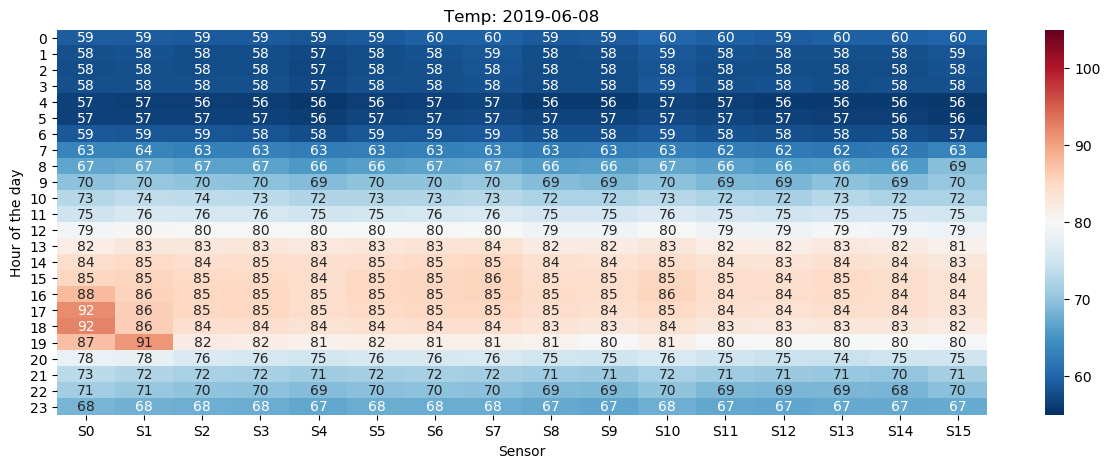 Temp: 2019-06-08
Hour of the day
0 59 59 59 59 59 59 60 60 59 59 60 60 59 60 60 60
1 58 58 58 58 57 58 58 59 58 58 59 58 58 58 58 59
2 58 58 58 58 57 58 58 58 58 58 58 58 58 58 58 58
3 58 58 58 58 57 58 58 58 58 58 59 58 58 58 58 58
4 57 57 56 56 56 56 57 57 56 56 57 57 56 56 56 56
5 57 57 57 57 56 57 57 57 57 57 57 57 57 57 56 56
6 59 59 59 58 58 59 59 59 58 58 59 58 58 58 58 57
7 63 64 63 63 63 63 63 63 63 63 63 62 62 62 62 63
8 67 67 67 67 66 66 67 67 66 66 67 66 66 66 66 69
9 70 70 70 70 69 70 70 70 69 69 70 69 69 70 69 70
10 73 74 74 73 72 73 73 73 72 72 73 72 72 73 72 72
11 75 76 76 76 75 75 76 76 75 75 76 75 75 75 75 75
12 79 80 80 80 80 80 80 80 79 79 80 79 79 79 79 79
13 82 83 83 83 83 83 83 84 82 82 83 82 82 83 82 81
14 84 85 84 85 84 85 85 85 84 84 85 84 83 84 84 83
15 85 85 85 85 84 85 85 86 85 85 85 85 84 85 84 84
16 88 86 85 85 85 85 85 85 85 85 86 84 84 85 84 84
17 92 86 85 85 85 85 85 85 85 84 85 84 84 84 84 83
18 92 86 84 84 84 84 84 84 83 83 84 83 83 83 83 82
19 87 91 82 82 81 82 81 81 81 80 81 80 80 80 80 80
20 78 78 76 76 75 76 76 76 75 75 76 75 75 74 75 75
21 73 72 72 72 71 72 72 72 71 71 72 71 71 71 70 71
22 71 71 70 70 69 70 70 70 69 69 70 69 69 69 68 70
23 68 68 68 68 67 68 68 68 67 67 68 67 67 67 67 67
S0 S1 S2 S3 S4 S5 S6 S7 S8 S9 S10 S11 S12 S13 S14 S15
Sensor
100
90
80
70
60